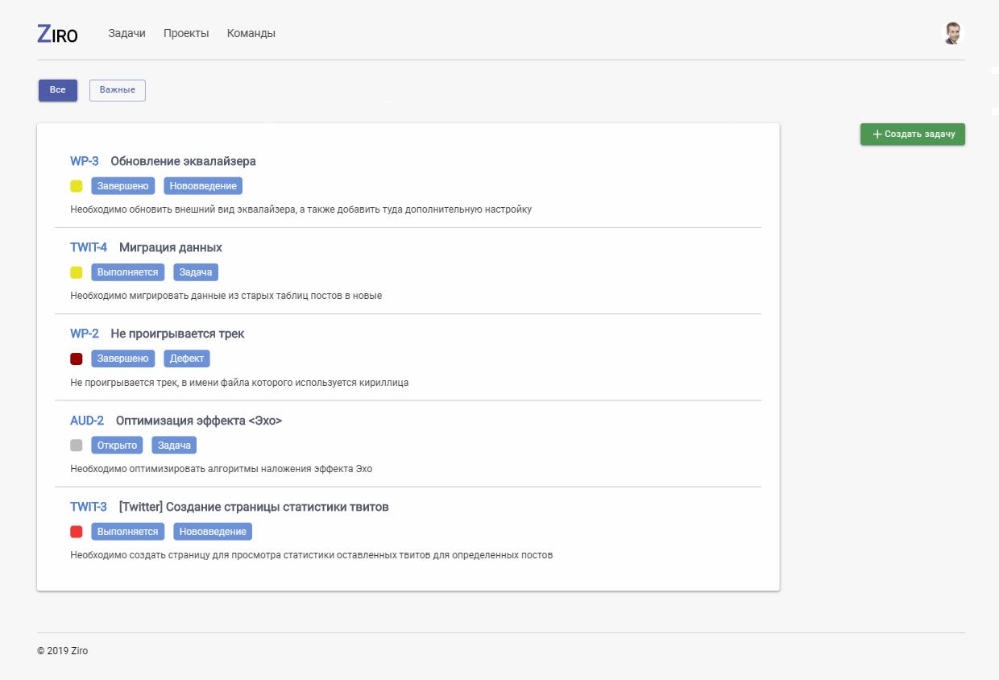 ZIRO Задачи Проекты Команды
Все Важные
+ Создать задачу
WP-3 Обновление эквалайзера
Завершено Нововведение
Необходимо обновить внешний вид эквалайзера, а также добавить туда дополнительную настройку
TWIT-4 Миграция данных
Выполняется Задача
Необходимо мигрировать данные из старых таблиц постов в новые
WP-2 Не проигрывается трек
Завершено Дефект
Не проигрывается трек, в имени файла которого используется кириллица
AUD-2 Оптимизация эффекта <Эхо>
Открыто Задача
Необходимо оптимизировать алгоритмы наложения эффекта Эхо
TWIT-3 [Twitter] Создание страницы статистики твитов
Выполняется Нововведение
Необходимо создать страницу для просмотра статистики оставленных твитов для определенных постов
© 2019 Ziro